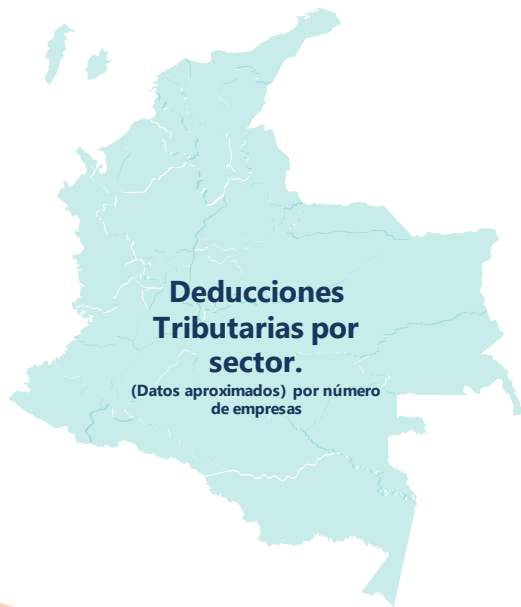 Deducciones
Tributarias por
sector.
(Datos aproximados) por número
de empresas